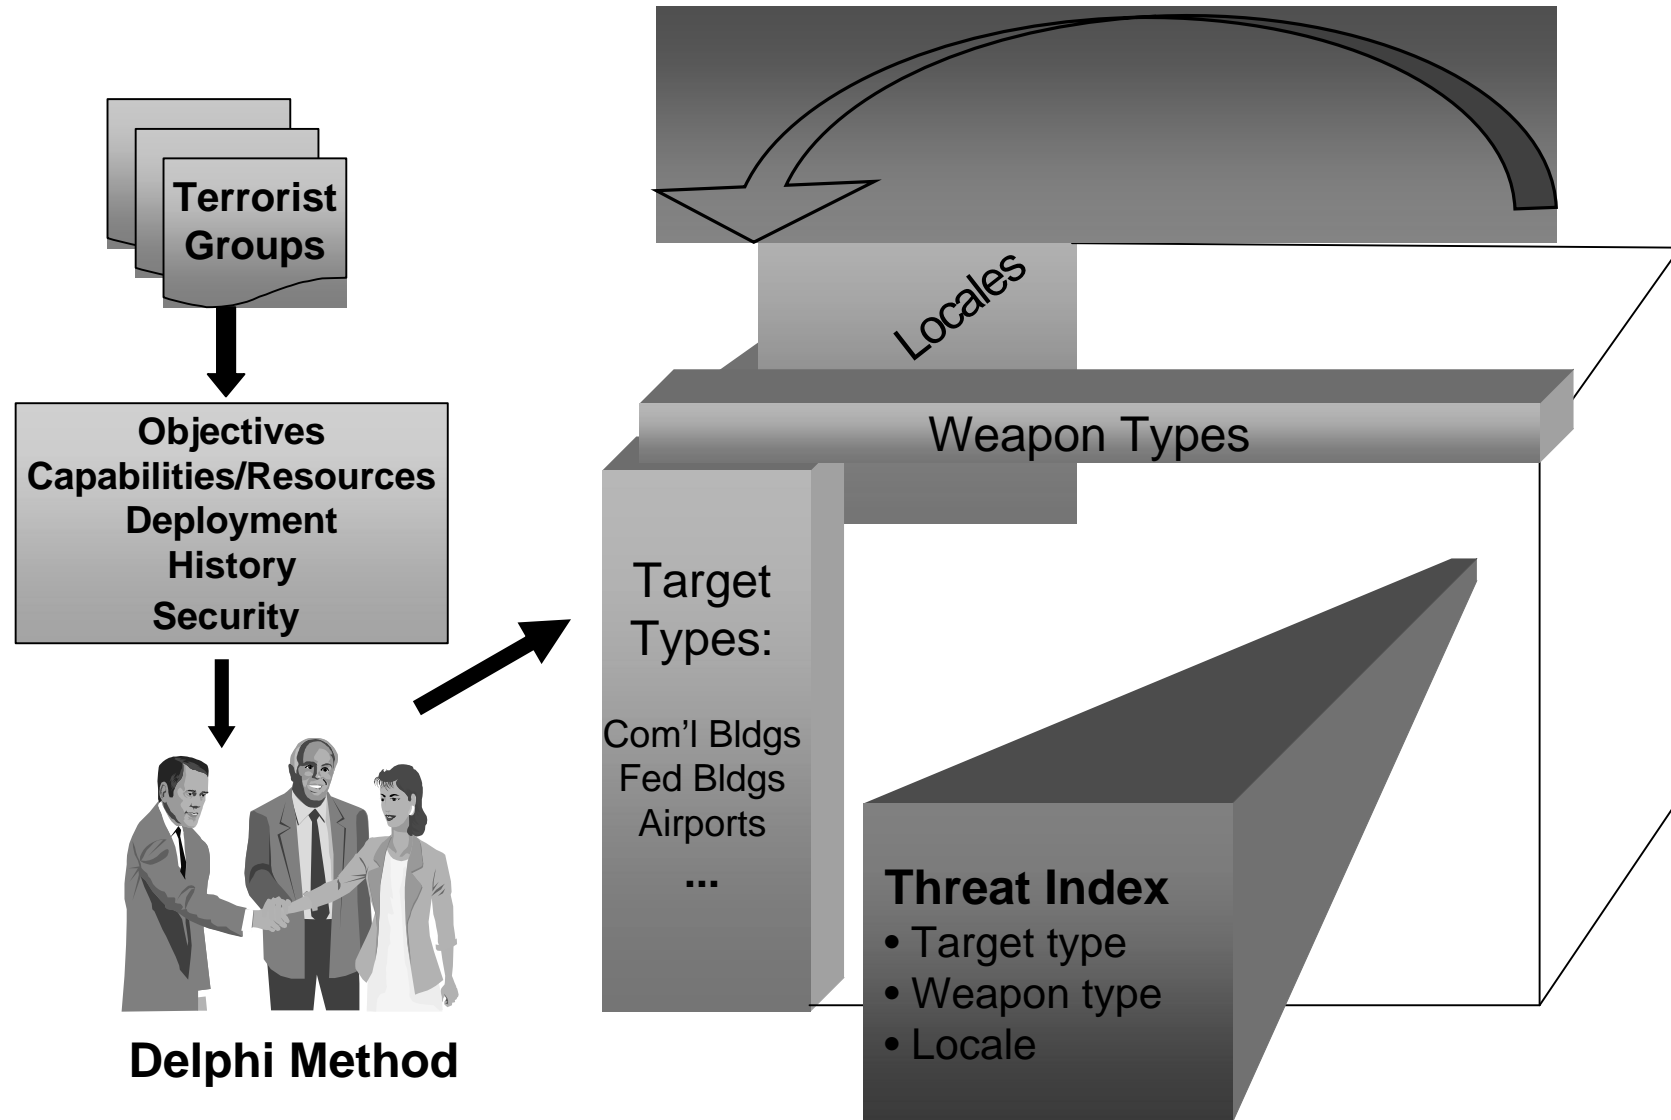 Terrorist
Groups
Objectives
Capabilities/Resources
Deployment
History
Security
Delphi Method
Locales
Weapon Types
Target
Types:
Com’l Bldgs
Fed Bldgs
Airports
...
Threat Index
• Target type
• Weapon type
• Locale